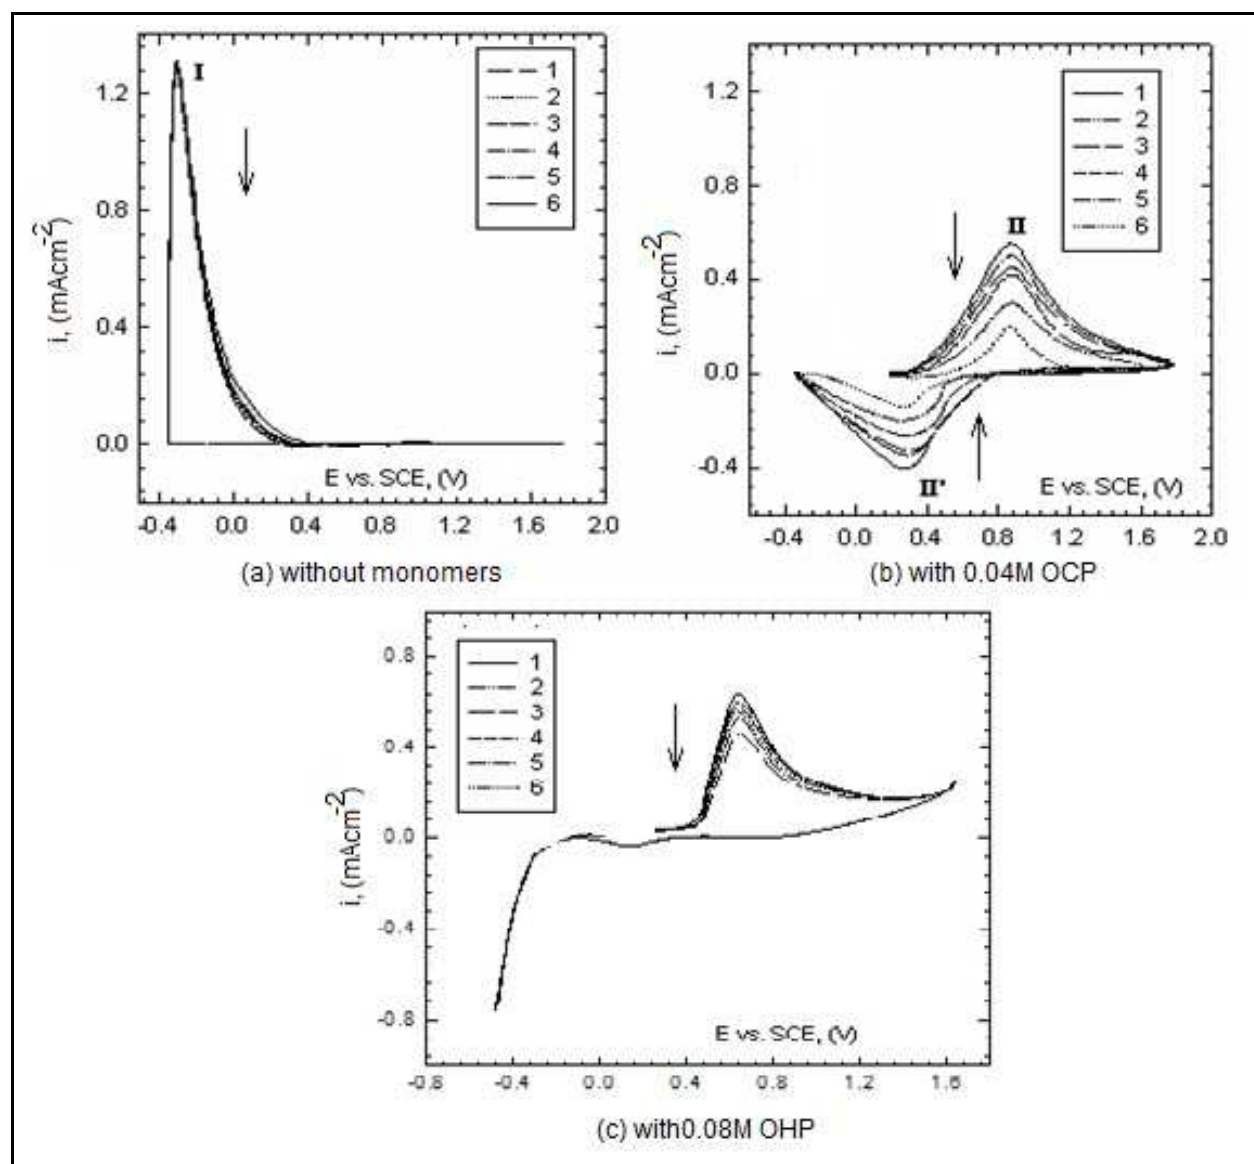 I
1
2
3
4
5
6
1.2
0.8
0.4
0.0
i, (mAcm-2)
E vs. SCE, (V)
-0.4 0.0 0.4 0.8 1.2 1.6 2.0
(a) without monomers
II
1
2
3
4
5
6
1.2
0.8
0.4
0.0
-0.4
i, (mAcm-2)
II'
E vs. SCE, (V)
-0.4 0.0 0.4 0.8 1.2 1.6 2.0
(b) with 0.04M OCP
1
2
3
4
5
6
0.8
0.4
0.0
-0.4
-0.8
i, (mAcm-2)
E vs. SCE, (V)
-0.8 -0.4 0.0 0.4 0.8 1.2 1.6
(c) with0.08M OHP